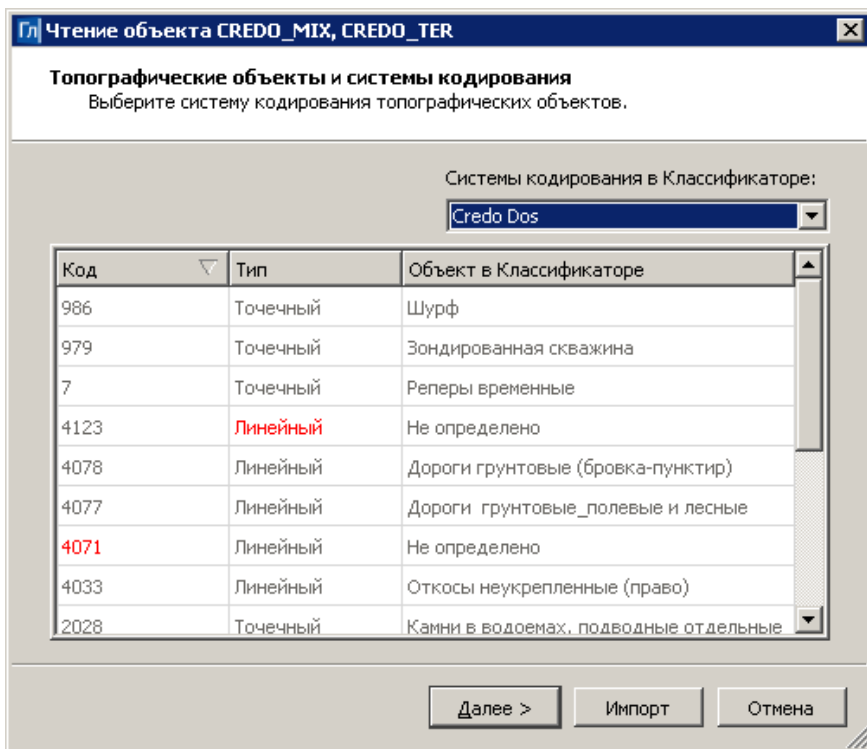 Гл Чтение объекта CREDO_MIX, CREDO_TER
Топографические объекты и системы кодирования
Выберите систему кодирования топографических объектов.
Системы кодирования в Классификаторе:
Credo Dos
Код Тип Объект в Классификаторе
986 Точечный Шурф
979 Точечный Зондированная скважина
7 Точечный Реперы временные
4123 Линейный Не определено
4078 Линейный Дороги грунтовые (бровка-пунктир)
4077 Линейный Дороги грунтовые_полевые и лесные
4071 Линейный Не определено
4033 Линейный Откосы неукрепленные (право)
2028 Точечный Камни в водоемах, подводные отдельные
Далее > Импорт Отмена